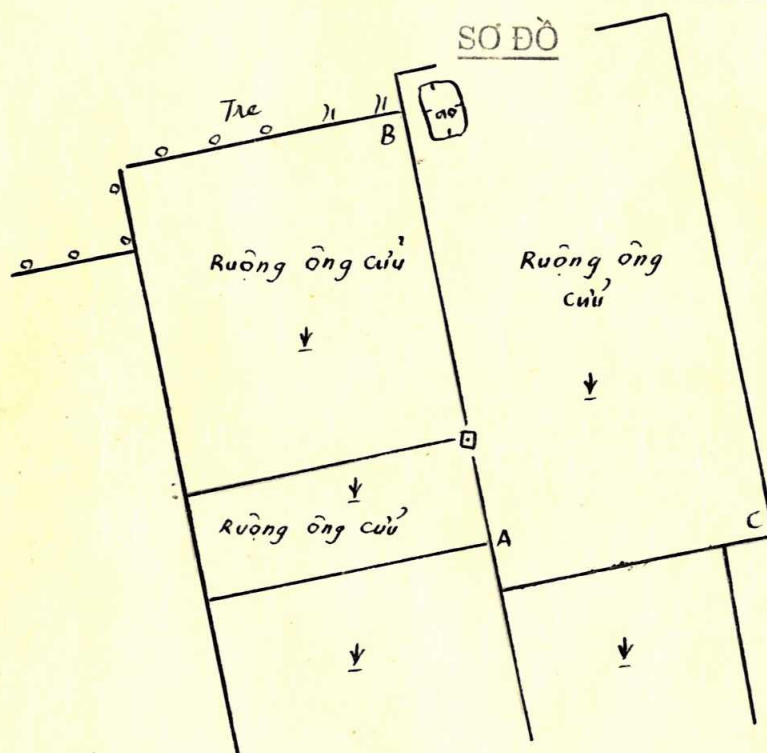 SƠ ĐỒ
Tre
ao
B
Ruộng ông Cửu
Ruộng ông
Cửu
Ruộng ông Cửu
A
C